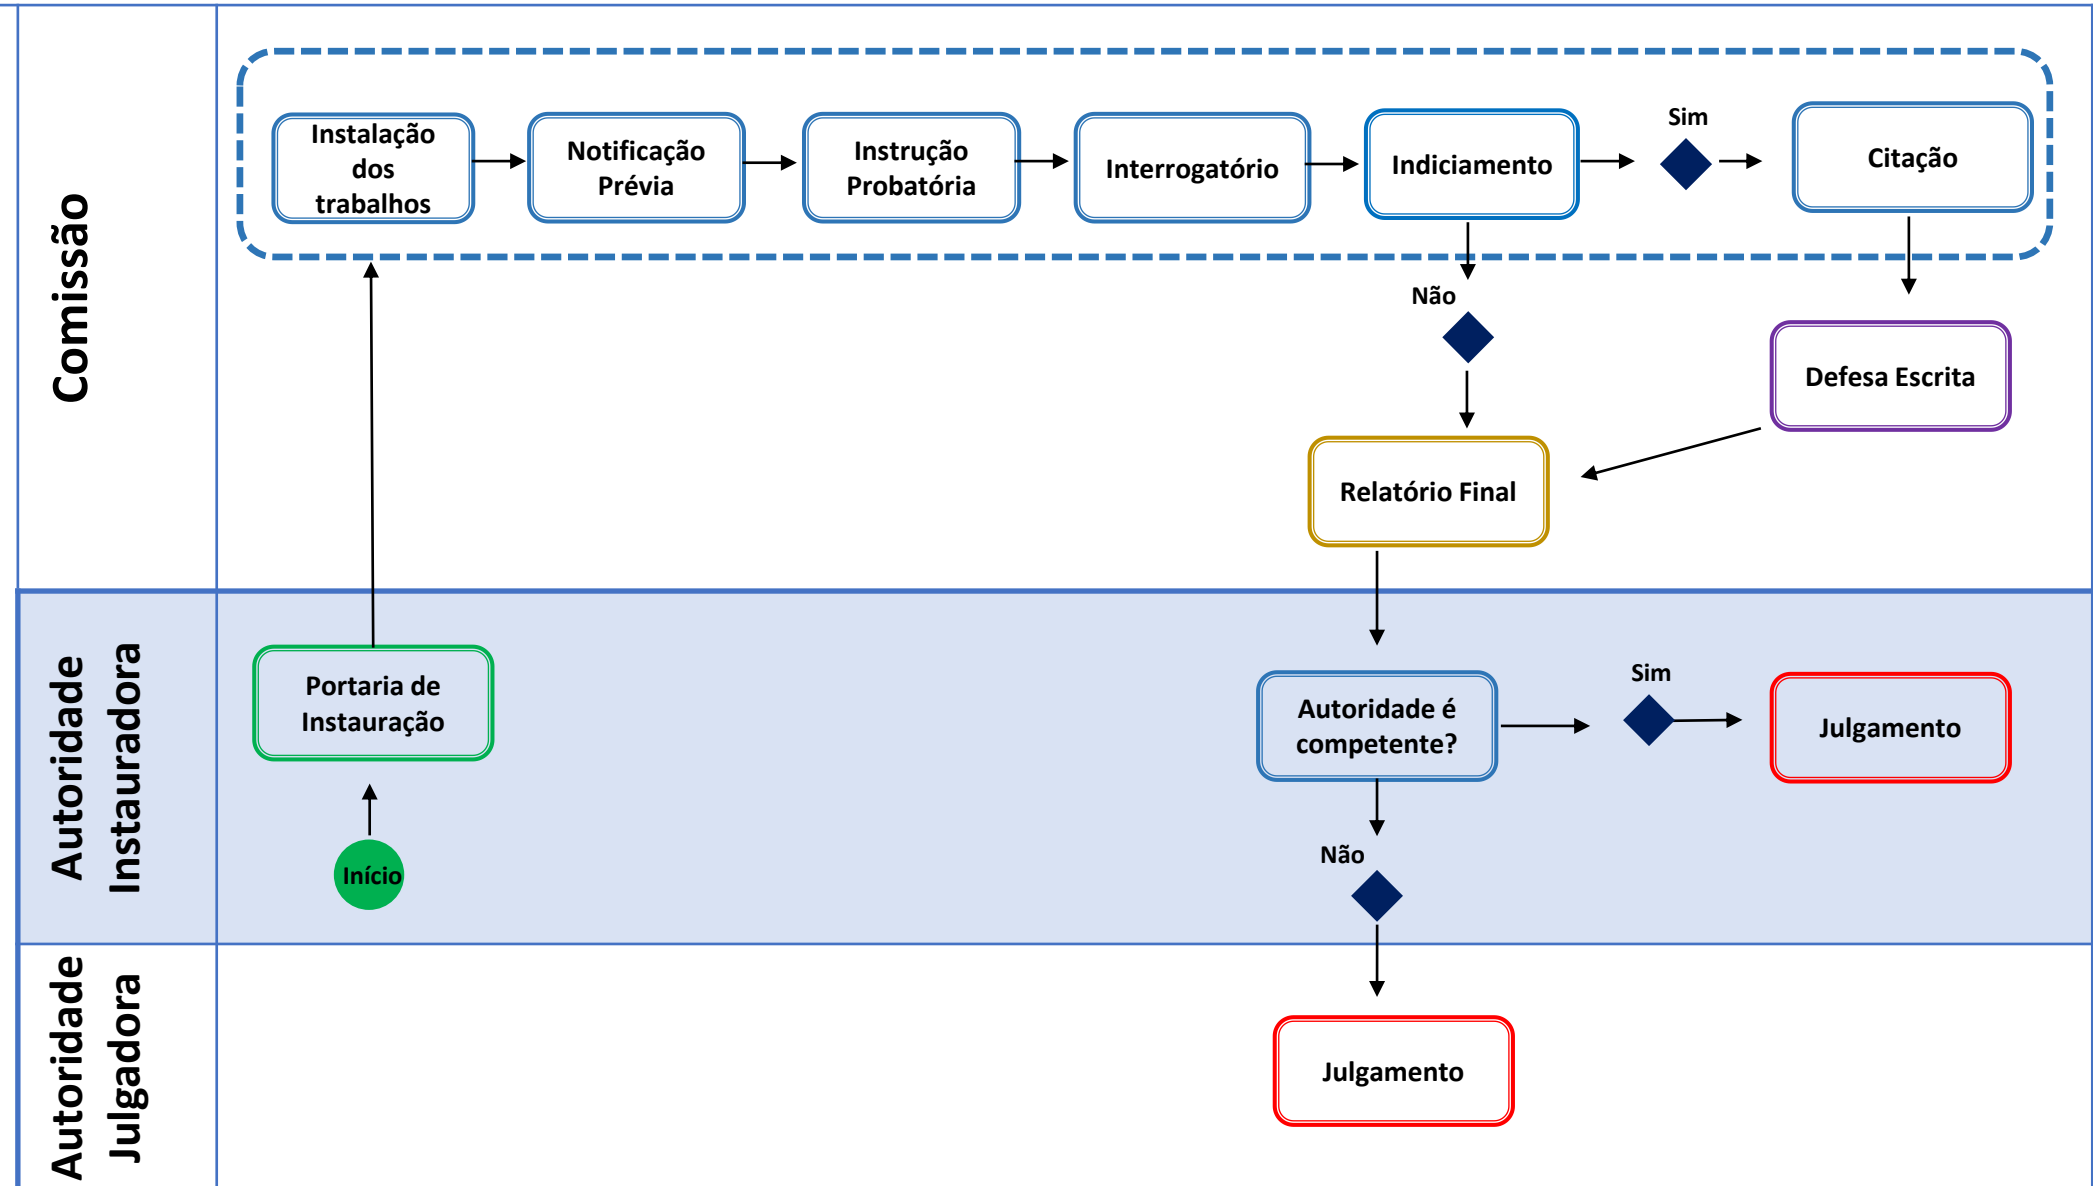 Comissão
Instalação
dos
trabalhos
Notificação
Prévia
Instrução
Probatória
Interrogatório
Indiciamento
Sim
Citação
Não
Defesa Escrita
Relatório Final
Autoridade
Instauradora
Portaria de
Instauração
Início
Autoridade é
competente?
Sim
Julgamento
Não
Autoridade
Julgadora
Julgamento